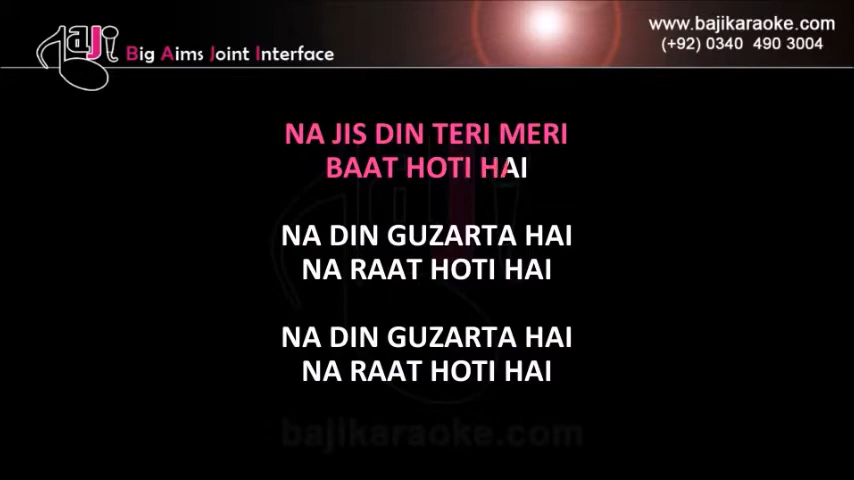 www.bajikaraoke.com
BaJi Big Aims Joint Interface
(+92) 0340 490 3004
NA JIS DIN TERI MERI
BAAT HOTI HAI
NA DIN GUZARTA HAI
NA RAAT HOTI HAI
NA DIN GUZARTA HAI
NA RAAT HOTI HAI
bajikaraoke.com